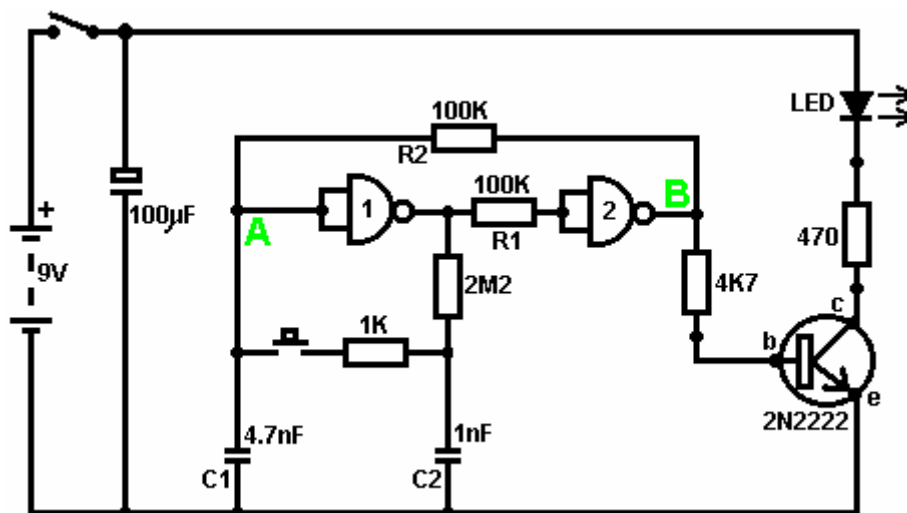 LED
100K
R2
100K
R1
A
1
2
B
+
9V
100µF
2M2
4K7
470
1K
c
b
e
2N2222
4.7nF
C1
1nF
C2